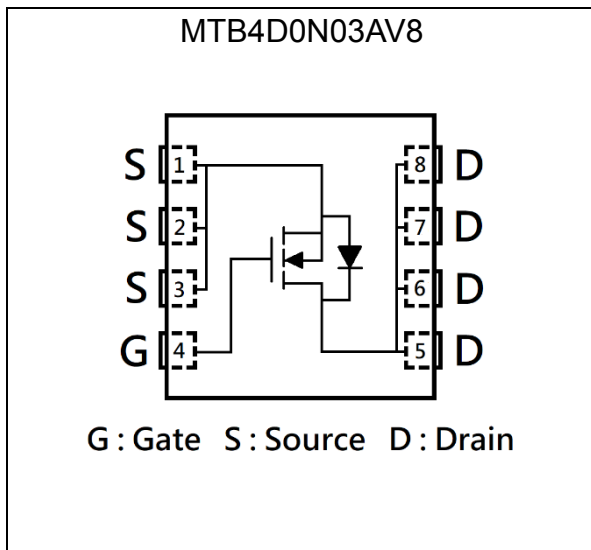 MTB4D0N03AV8
S 1 8 D
S 2 7 D
S 3 6 D
G 4 5 D
G : Gate S : Source D : Drain